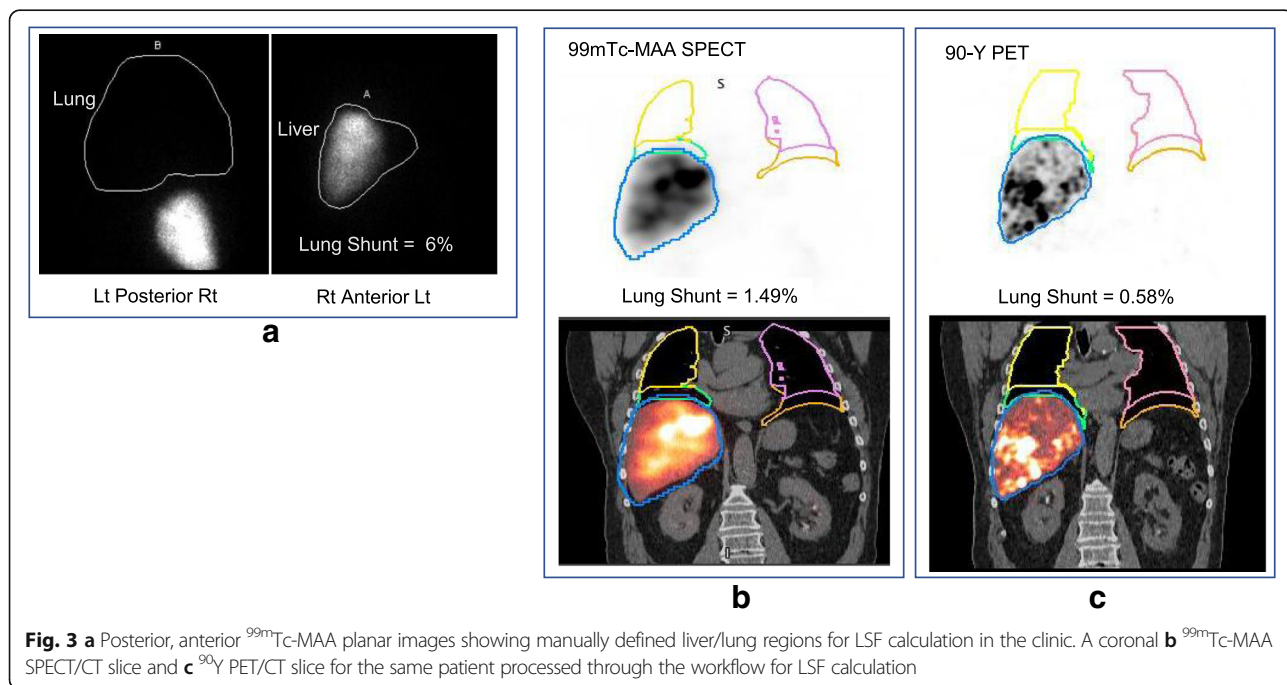 B
Lung
A
Liver
Lung Shunt = 6%
Lt Posterior Rt
Rt Anterior Lt
a
99mTc-MAA SPECT
S
Lung Shunt = 1.49%
S
b
90-Y PET
Lung Shunt = 0.58%
c
Fig. 3 a Posterior, anterior ⁹⁹ᵐTc-MAA planar images showing manually defined liver/lung regions for LSF calculation in the clinic. A coronal b ⁹⁹ᵐTc-MAA
SPECT/CT slice and c ⁹⁰Y PET/CT slice for the same patient processed through the workflow for LSF calculation